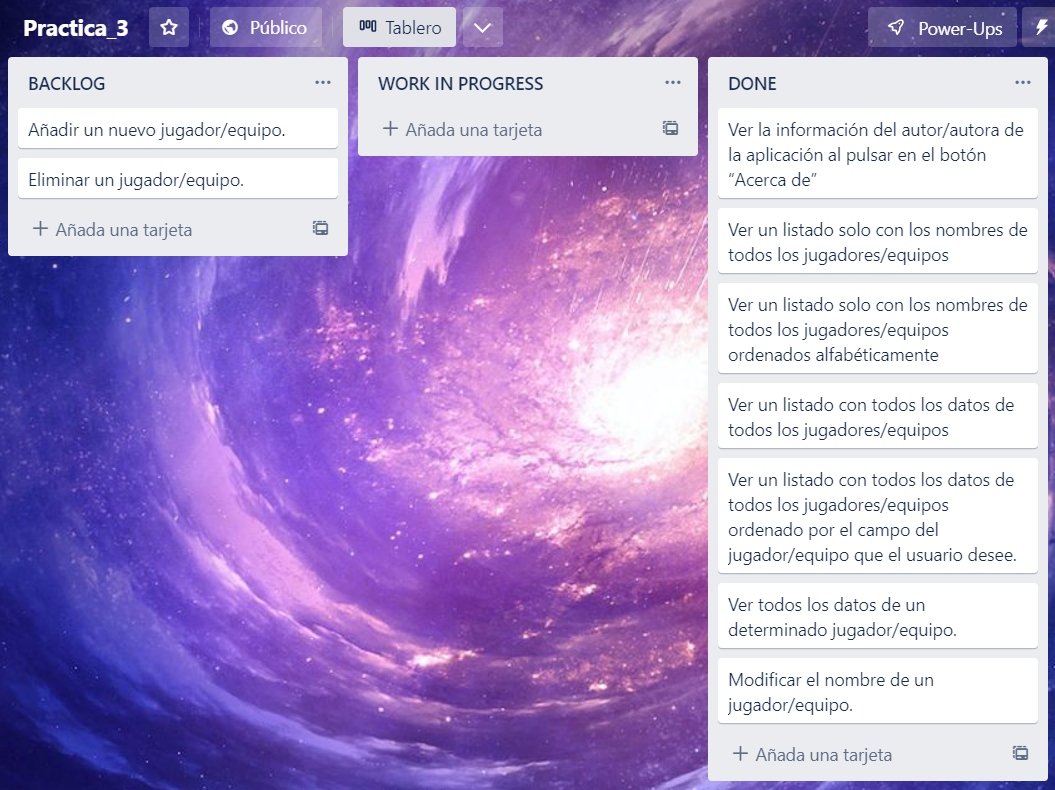 Practica_3
Público
Tablero
Power-Ups
BACKLOG
Añadir un nuevo jugador/equipo.
Eliminar un jugador/equipo.
Añada una tarjeta
WORK IN PROGRESS
Añada una tarjeta
DONE
Ver la información del autor/autora de
la aplicación al pulsar en el botón
“Acerca de”
Ver un listado solo con los nombres de
todos los jugadores/equipos
Ver un listado solo con los nombres de
todos los jugadores/equipos
ordenados alfabéticamente
Ver un listado con todos los datos de
todos los jugadores/equipos
Ver un listado con todos los datos de
todos los jugadores/equipos
ordenado por el campo del
jugador/equipo que el usuario desee.
Ver todos los datos de un
determinado jugador/equipo.
Modificar el nombre de un
jugador/equipo.
Añada una tarjeta